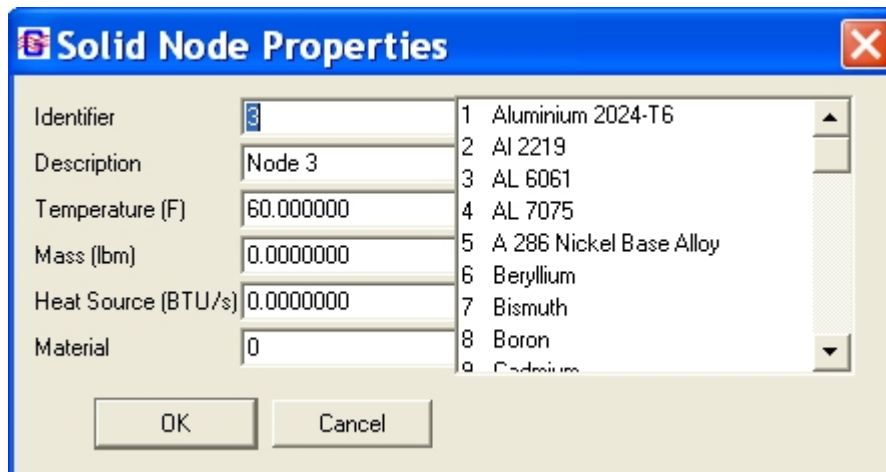 Solid Node Properties
Identifier 3
Description Node 3
Temperature (F) 60.000000
Mass (lbm) 0.0000000
Heat Source (BTU/s) 0.0000000
Material 0
1 Aluminium 2024-T6
2 Al 2219
3 AL 6061
4 AL 7075
5 A 286 Nickel Base Alloy
6 Beryllium
7 Bismuth
8 Boron
9 Cadmium
OK Cancel